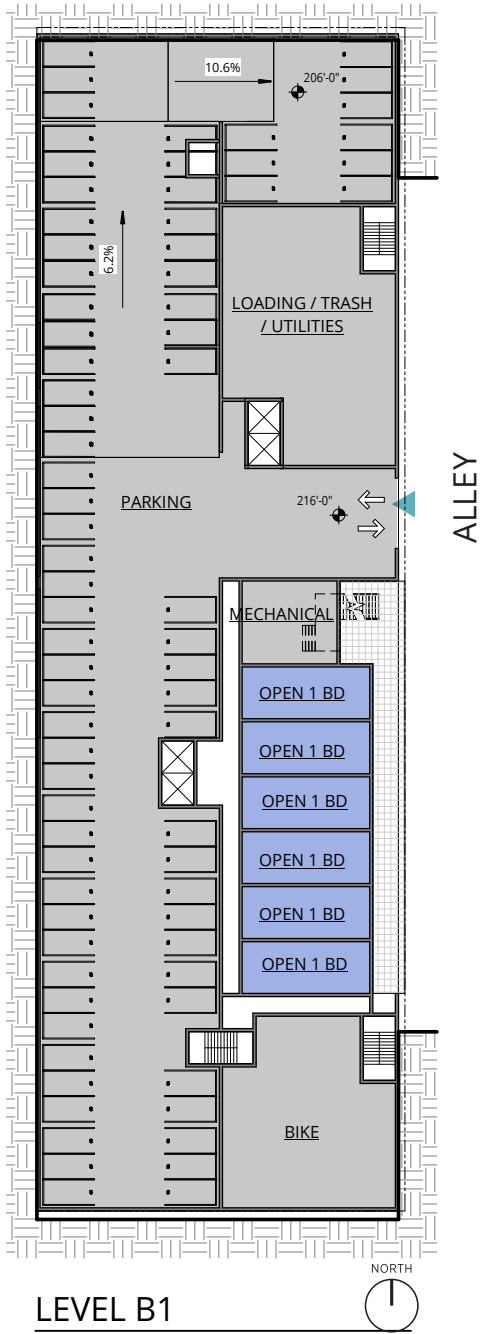 10.6%
206'-0"
6.2%
LOADING / TRASH
/ UTILITIES
ALLEY
PARKING
216'-0"
MECHANICAL
OPEN 1 BD
OPEN 1 BD
OPEN 1 BD
OPEN 1 BD
OPEN 1 BD
OPEN 1 BD
BIKE
NORTH
LEVEL B1